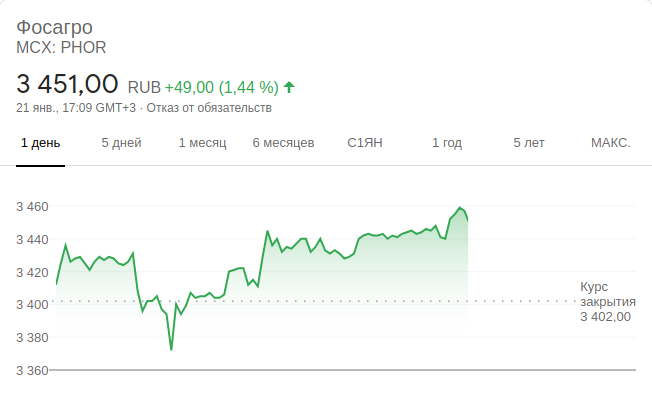 Фосагро
MCX: PHOR
3 451,00 RUB +49,00 (1,44 %)
21 янв., 17:09 GMT+3 · Отказ от обязательств
1 день 5 дней 1 месяц 6 месяцев С1ЯН 1 год 5 лет МАКС.
3 460
3 440
3 420
3 400
3 380
3 360
Курс
закрытия
3 402,00